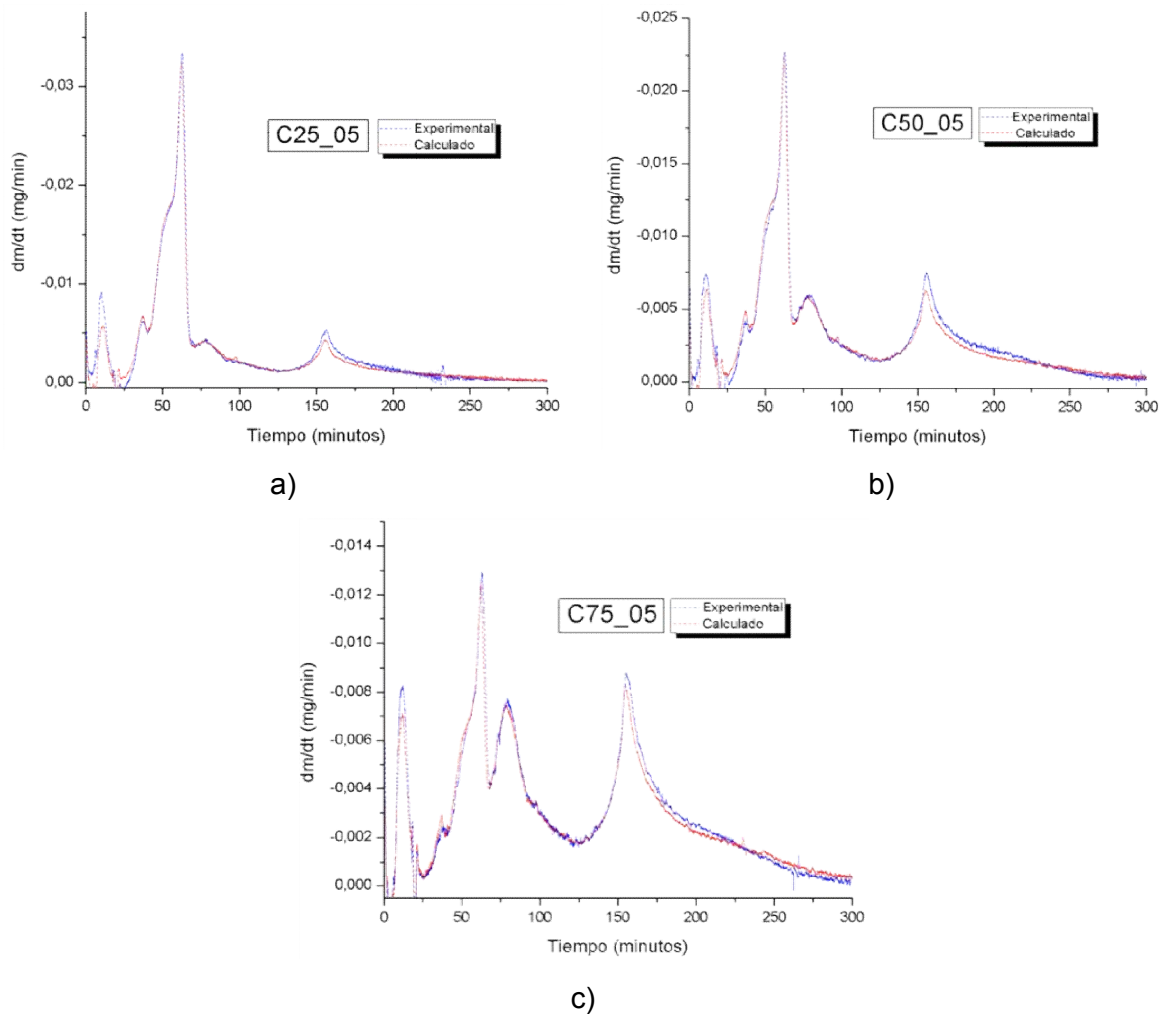 -0,03
-0,02
-0,01
0,00
dm/dt (mg/min)
C25_05
Experimental
Calculado
0 50 100 150 200 250 300
Tiempo (minutos)
a)
-0,025
-0,020
-0,015
-0,010
-0,005
0,000
dm/dt (mg/min)
C50_05
Experimental
Calculado
0 50 100 150 200 250 300
Tiempo (minutos)
b)
-0,014
-0,012
-0,010
-0,008
-0,006
-0,004
-0,002
0,000
dm/dt (mg/min)
C75_05
Experimental
Calculado
0 50 100 150 200 250 300
Tiempo (minutos)
c)